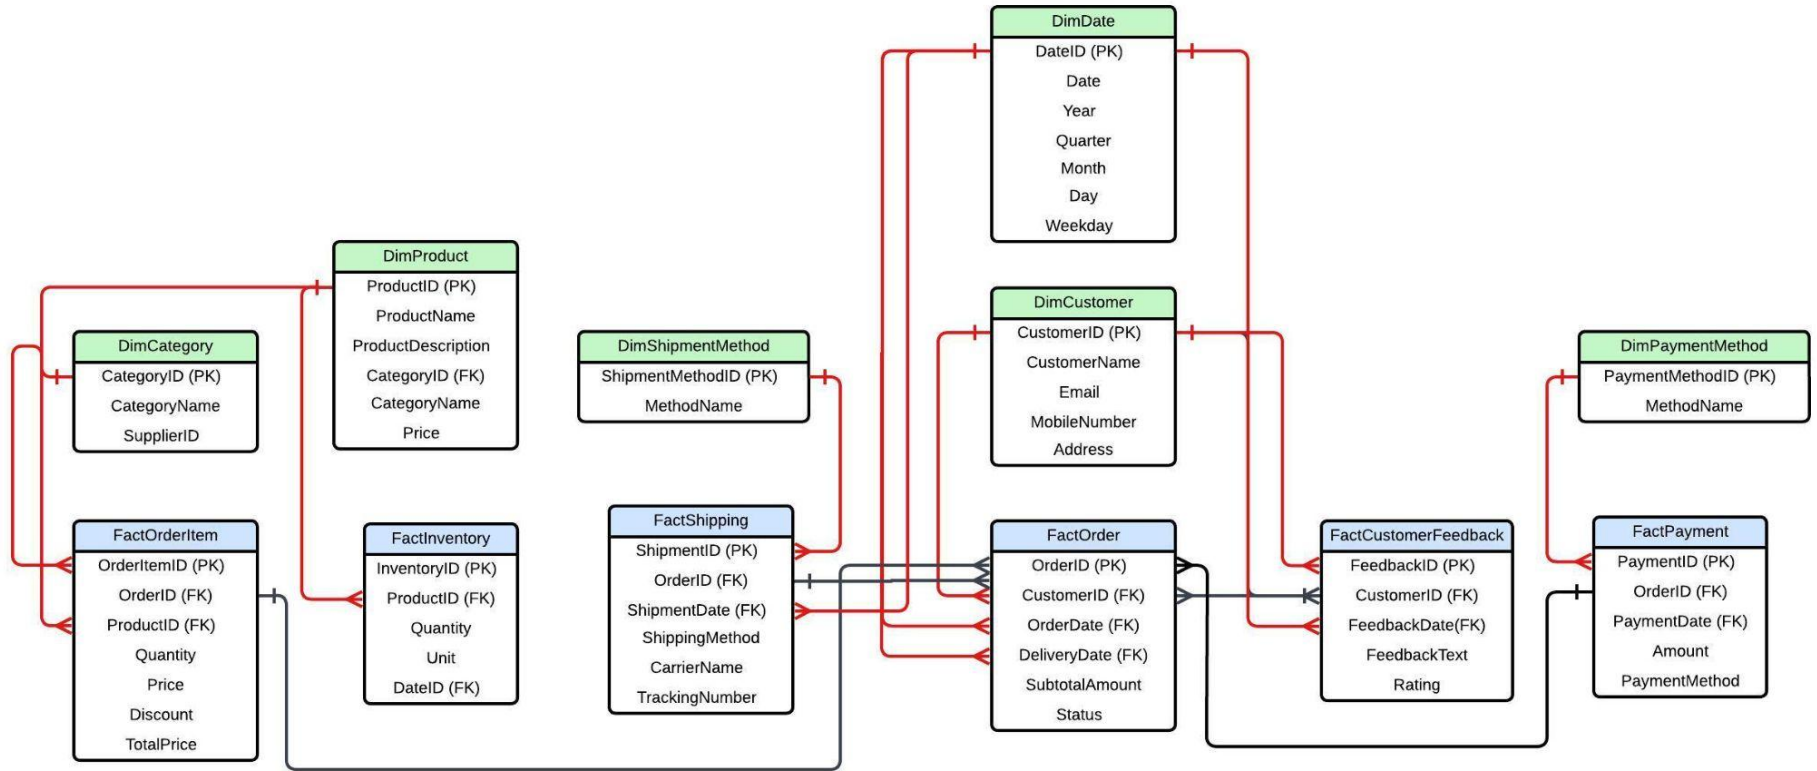 DimDate
DateID (PK)
Date
Year
Quarter
Month
Day
Weekday
DimProduct
ProductID (PK)
ProductName
ProductDescription
CategoryID (FK)
CategoryName
Price
DimCustomer
CustomerID (PK)
CustomerName
Email
MobileNumber
Address
DimCategory
CategoryID (PK)
CategoryName
SupplierID
DimShipmentMethod
ShipmentMethodID (PK)
MethodName
DimPaymentMethod
PaymentMethodID (PK)
MethodName
FactOrderItem
OrderItemID (PK)
OrderID (FK)
ProductID (FK)
Quantity
Price
Discount
TotalPrice
FactInventory
InventoryID (PK)
ProductID (FK)
Quantity
Unit
DateID (FK)
FactShipping
ShipmentID (PK)
OrderID (FK)
ShipmentDate (FK)
ShippingMethod
CarrierName
TrackingNumber
FactOrder
OrderID (PK)
CustomerID (FK)
OrderDate (FK)
DeliveryDate (FK)
SubtotalAmount
Status
FactCustomerFeedback
FeedbackID (PK)
CustomerID (FK)
FeedbackDate(FK)
FeedbackText
Rating
FactPayment
PaymentID (PK)
OrderID (FK)
PaymentDate (FK)
Amount
PaymentMethod